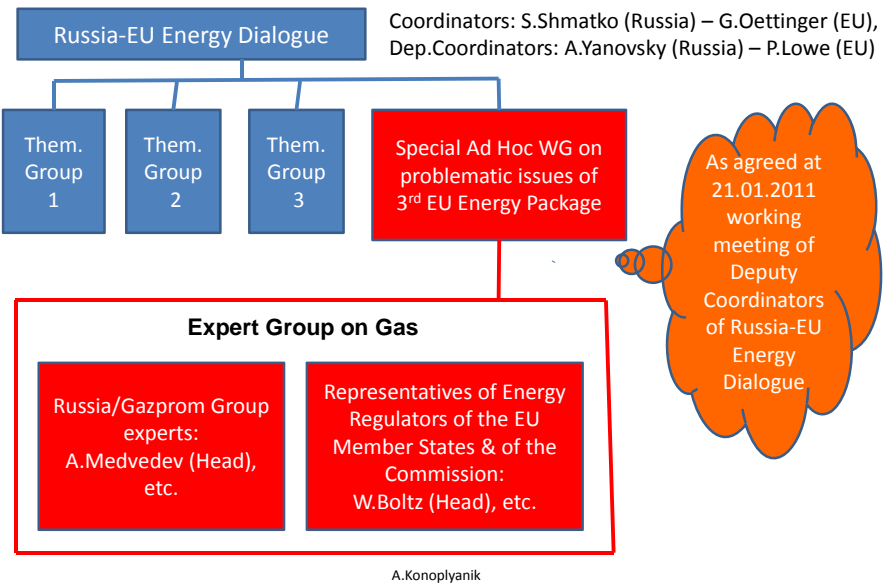 Russia-EU Energy Dialogue
Coordinators: S.Shmatko (Russia) – G.Oettinger (EU),
Dep.Coordinators: A.Yanovsky (Russia) – P.Lowe (EU)
Them.
Group
1
Them.
Group
2
Them.
Group
3
Special Ad Hoc WG on
problematic issues of
3rd EU Energy Package
As agreed at
21.01.2011
working
meeting of
Deputy
Coordinators
of Russia-EU
Energy
Dialogue
Expert Group on Gas
Russia/Gazprom Group
experts:
A.Medvedev (Head),
etc.
Representatives of Energy
Regulators of the EU
Member States & of the
Commission:
W.Boltz (Head), etc.
A.Konoplyanik